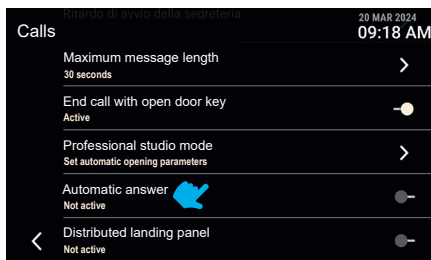 Ritardo di avvio della segreteria
20 MAR 2024
Calls
09:18 AM
Maximum message length
30 seconds
End call with open door key
Active
Professional studio mode
Set automatic opening parameters
Automatic answer
Not active
Distributed landing panel
Not active